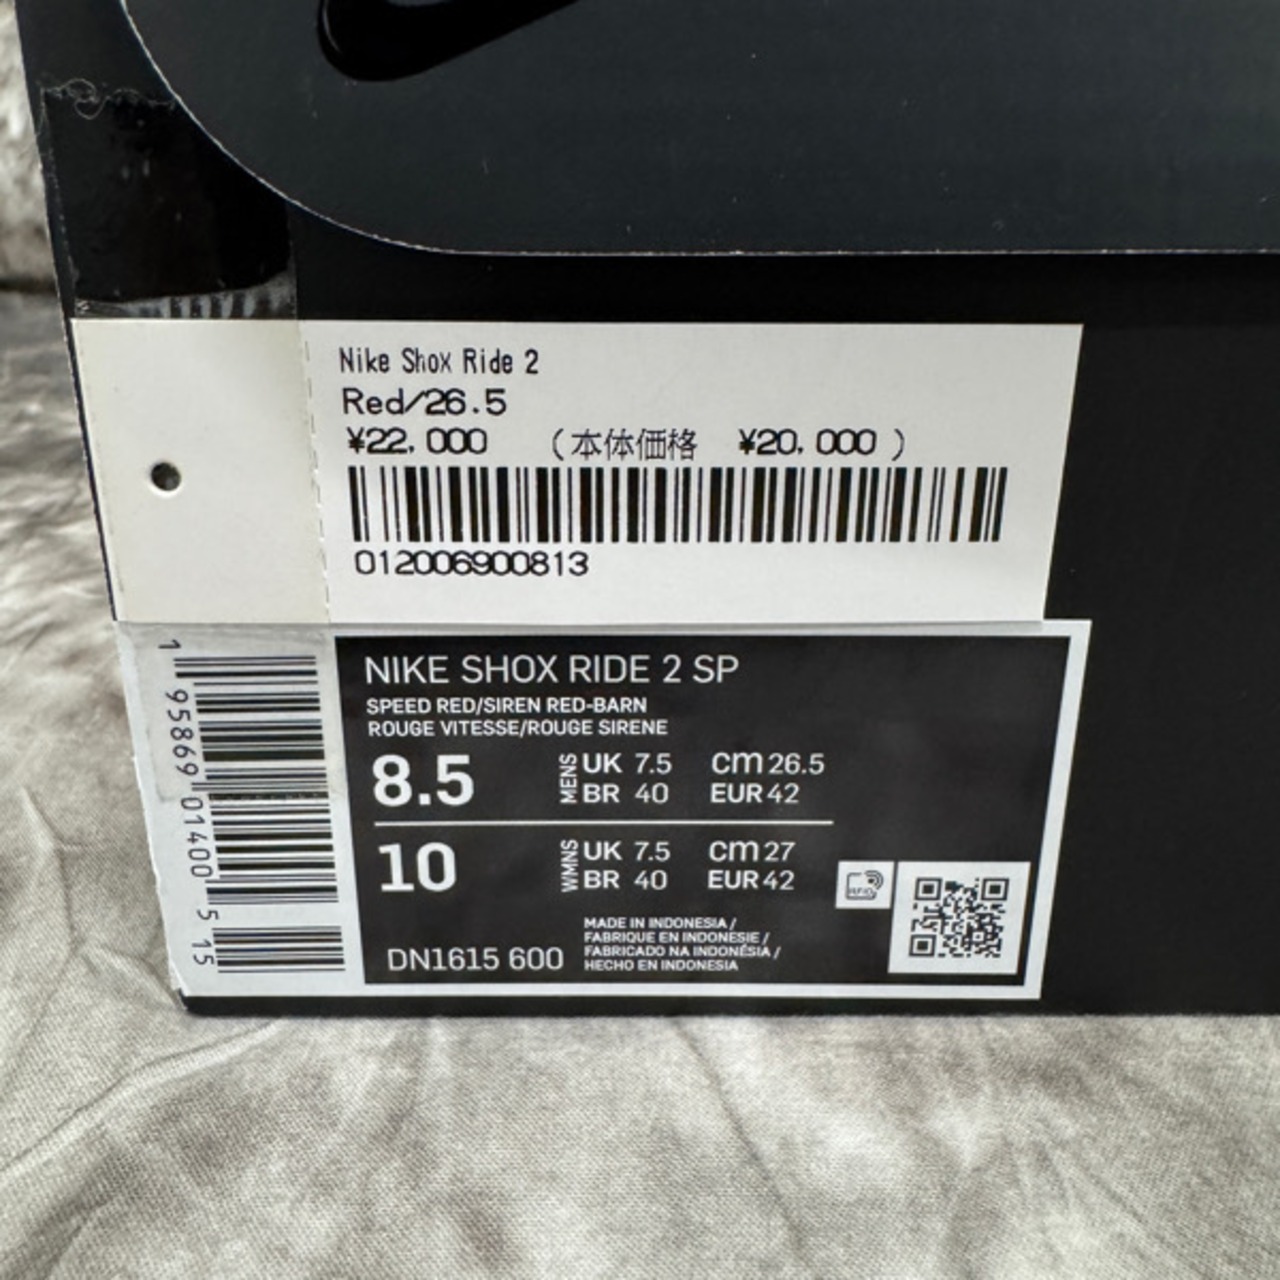 Nike Shox Ride 2
Red/26.5
¥22,000 (本体価格 ¥20,000)
012006900813
1 95869 01400 5 15
NIKE SHOX RIDE 2 SP
SPEED RED/SIREN RED-BARN
ROUGE VITESSE/ROUGE SIRENE
8.5 MENS UK 7.5 cm 26.5
BR 40 EUR 42
10 WMNS UK 7.5 cm 27
BR 40 EUR 42
RFID
MADE IN INDONESIA /
FABRIQUE EN INDONESIE /
FABRICADO NA INDONÉSIA /
HECHO EN INDONESIA
DN1615 600